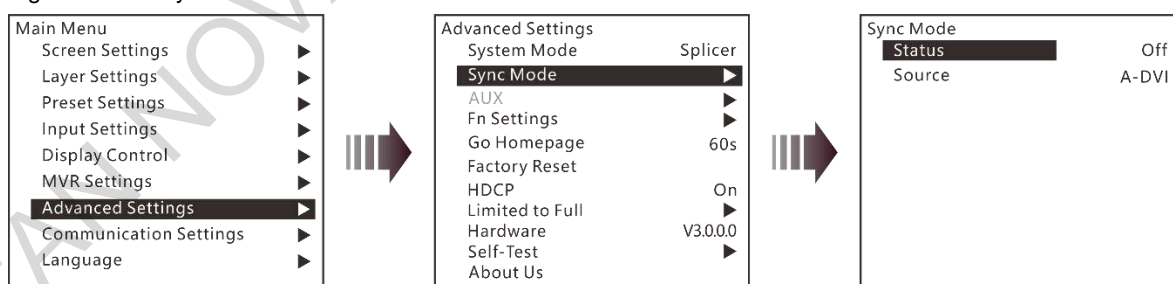 Main Menu
Screen Settings
Layer Settings
Preset Settings
Input Settings
Display Control
MVR Settings
Advanced Settings
Communication Settings
Language
Advanced Settings
System Mode Splicer
Sync Mode
AUX
Fn Settings
Go Homepage 60s
Factory Reset
HDCP On
Limited to Full
Hardware V3.0.0.0
Self-Test
About Us
Sync Mode
Status Off
Source A-DVI
AN NOV